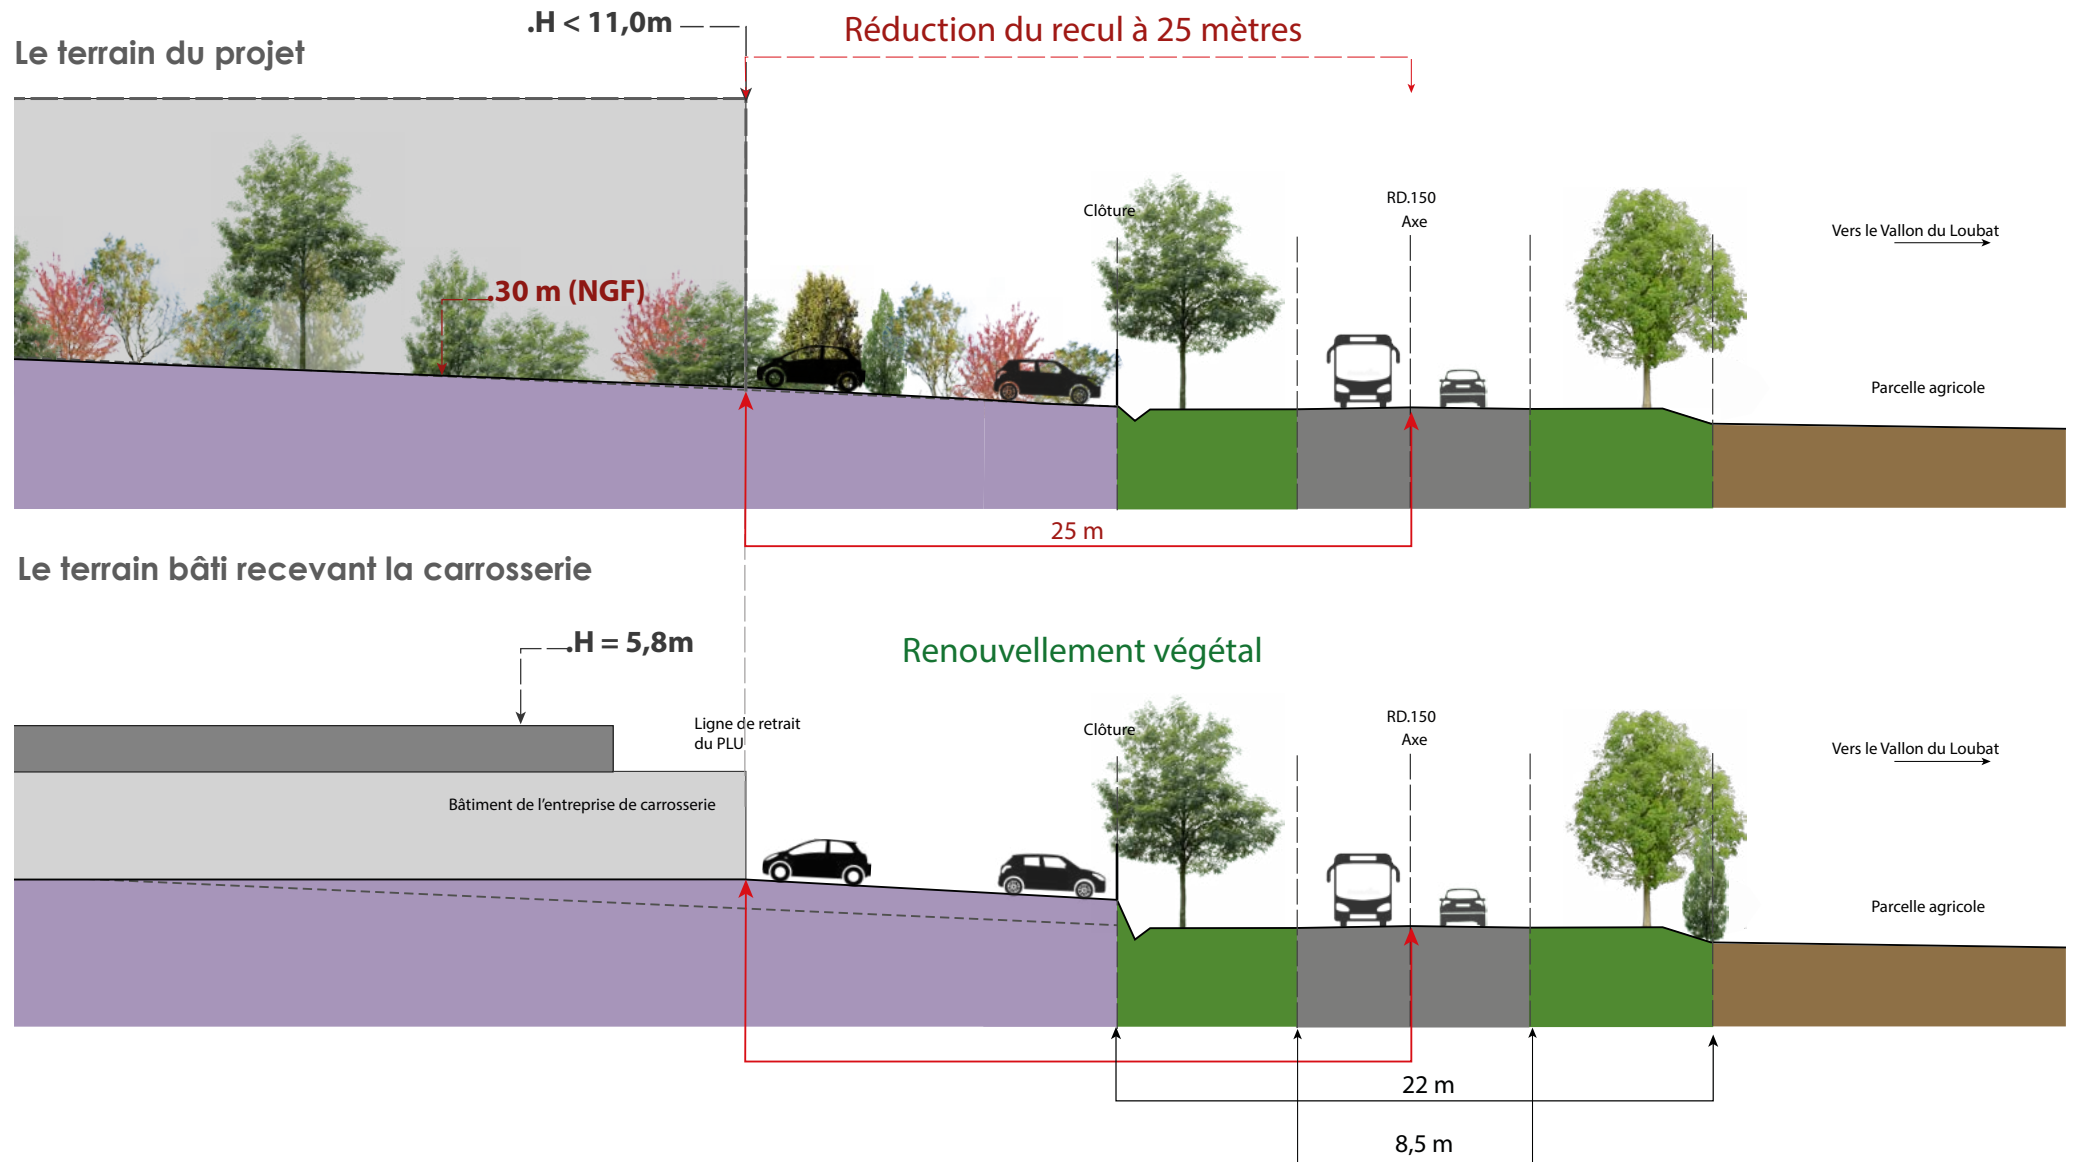 .H < 11,0m
Réduction du recul à 25 mètres
Le terrain du projet
RD.150
Axe
Clôture
Vers le Vallon du Loubat
.30 m (NGF)
Parcelle agricole
25 m
Le terrain bâti recevant la carrosserie
.H = 5,8m
Renouvellement végétal
Ligne de retrait
du PLU
Clôture
RD.150
Axe
Vers le Vallon du Loubat
Bâtiment de l'entreprise de carrosserie
Parcelle agricole
22 m
8,5 m